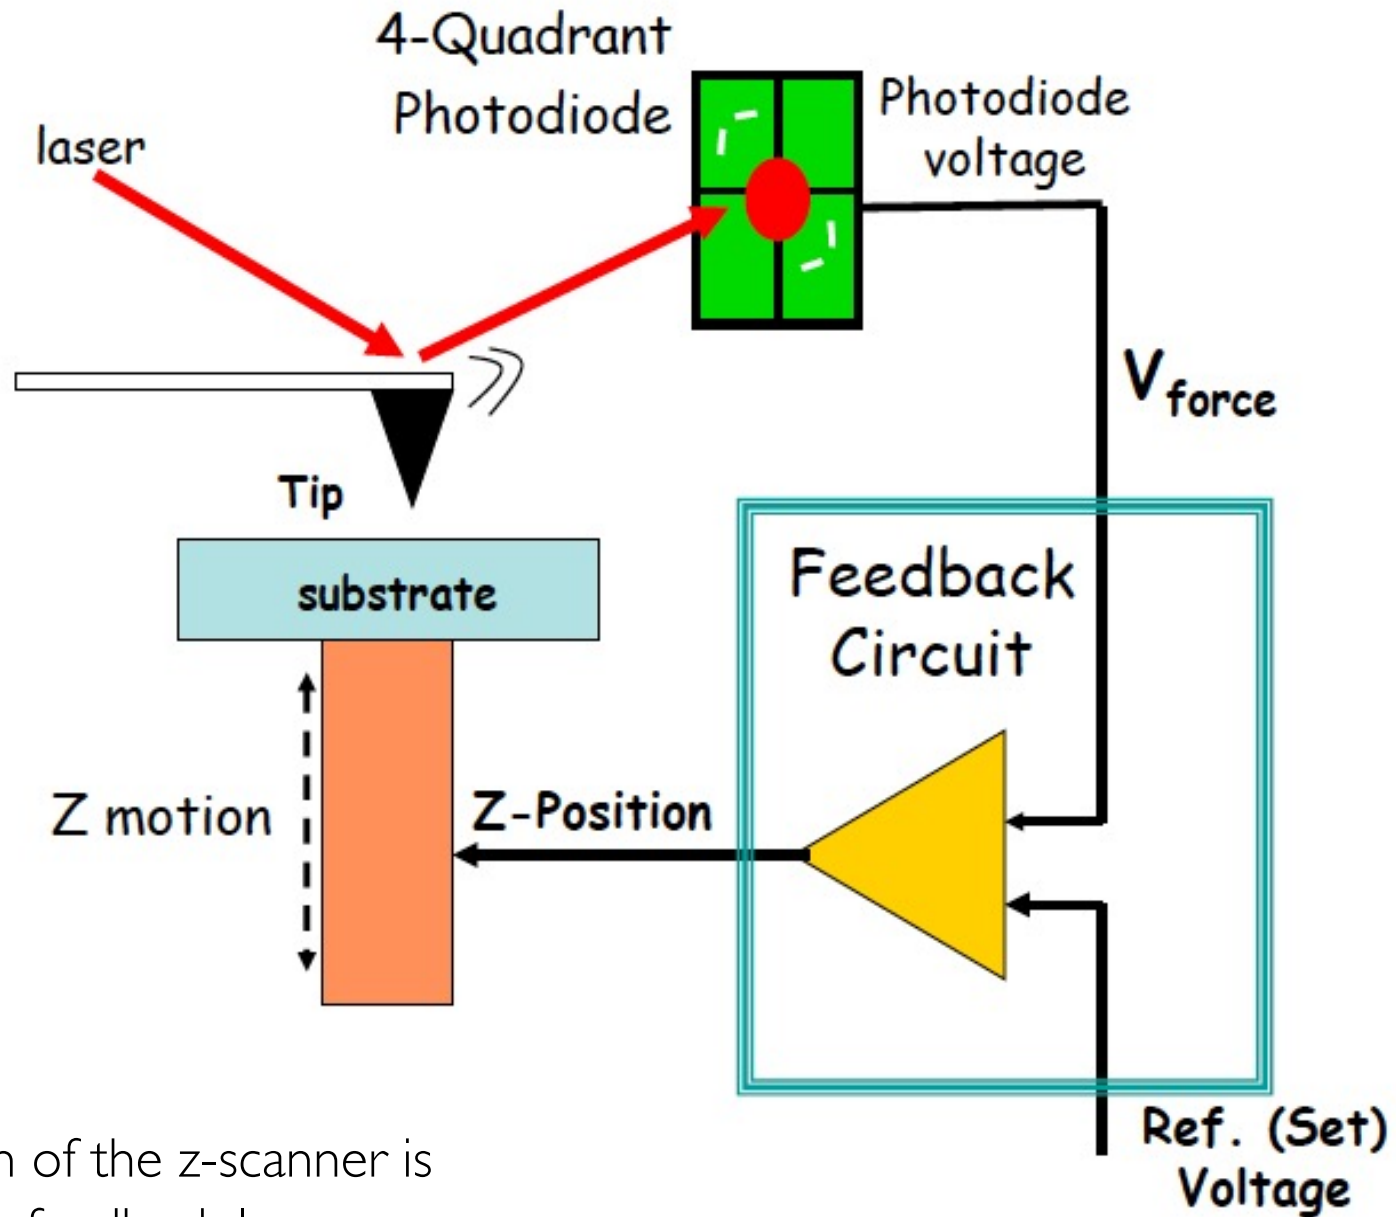 4-Quadrant
Photodiode
laser
Photodiode
voltage
V force
Tip
substrate
Feedback
Circuit
Z motion
Z-Position
Ref. (Set)
Voltage
of the z-scanner is